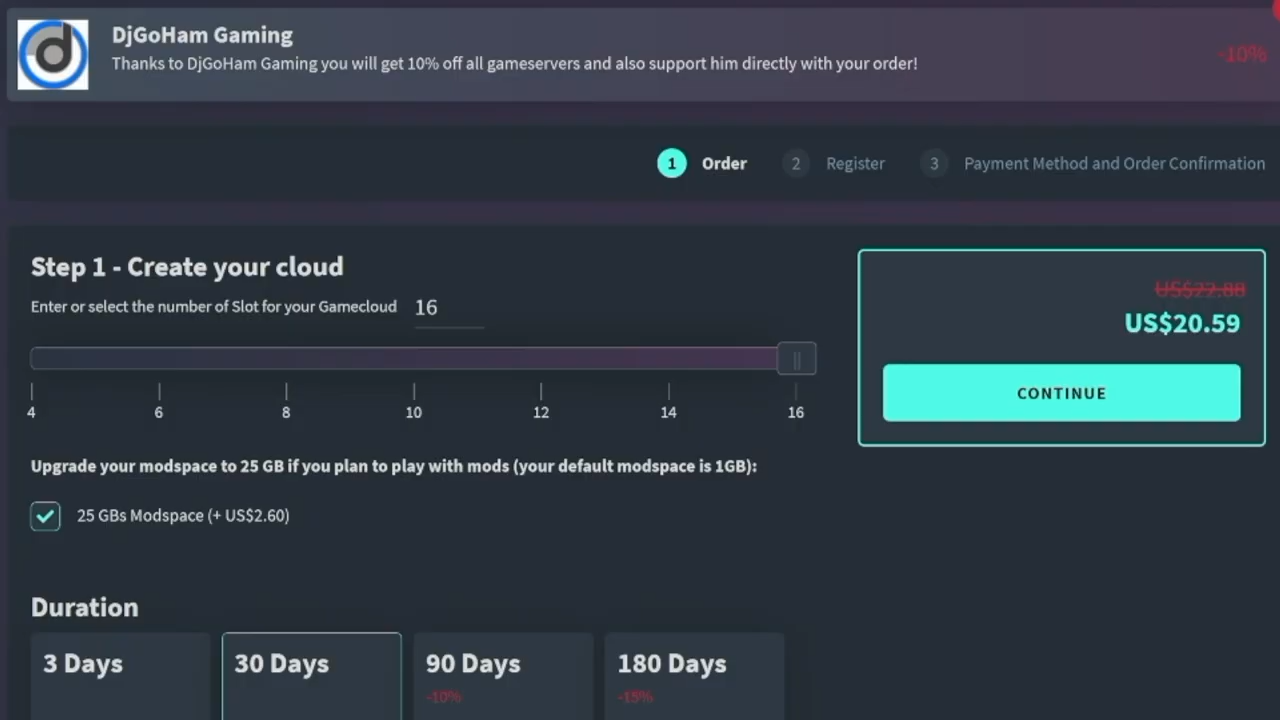 DjGoHam Gaming
Thanks to DjGoHam Gaming you will get 10% off all gameservers and also support him directly with your order!
-10%
1 Order 2 Register 3 Payment Method and Order Confirmation
Step 1 - Create your cloud
Enter or select the number of Slot for your Gamecloud 16
4 6 8 10 12 14 16
US$22.88
US$20.59
CONTINUE
Upgrade your modspace to 25 GB if you plan to play with mods (your default modspace is 1GB):
25 GBs Modspace (+ US$2.60)
Duration
3 Days 30 Days 90 Days 180 Days
-10% -15%